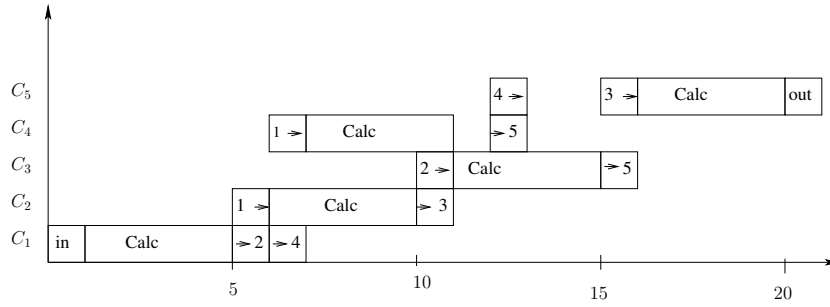 C₅ 4 → 3 → Calc out
C₄ 1 → Calc → 5
C₃ 2 → Calc → 5
C₂ 1 → Calc → 3
C₁ in Calc → 2 → 4
5 10 15 20